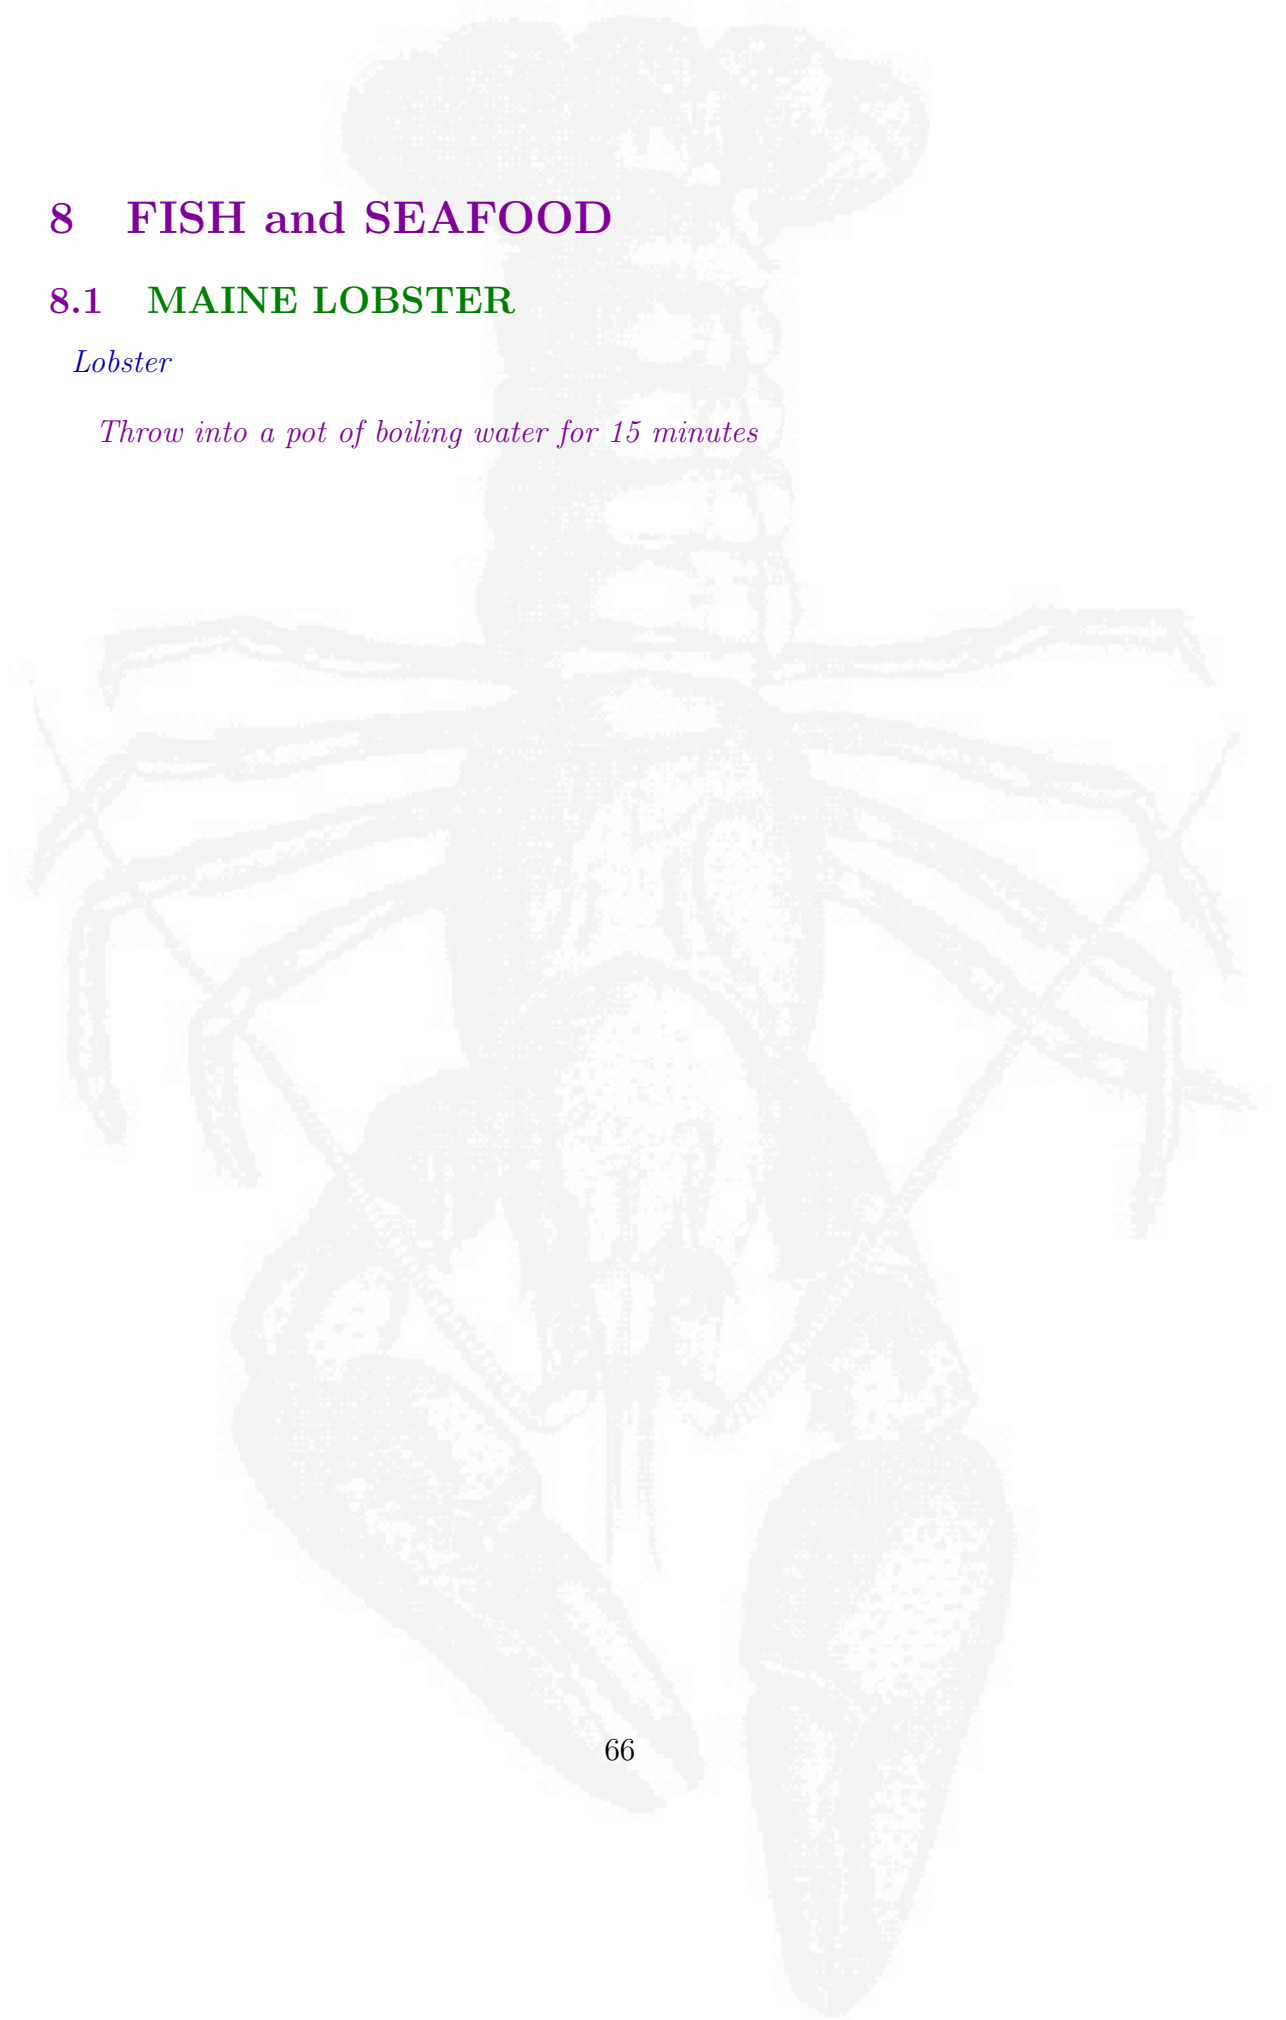 8 FISH and SEAFOOD
8.1 MAINE LOBSTER
Lobster
Throw into a pot of boiling water for 15 minutes
66